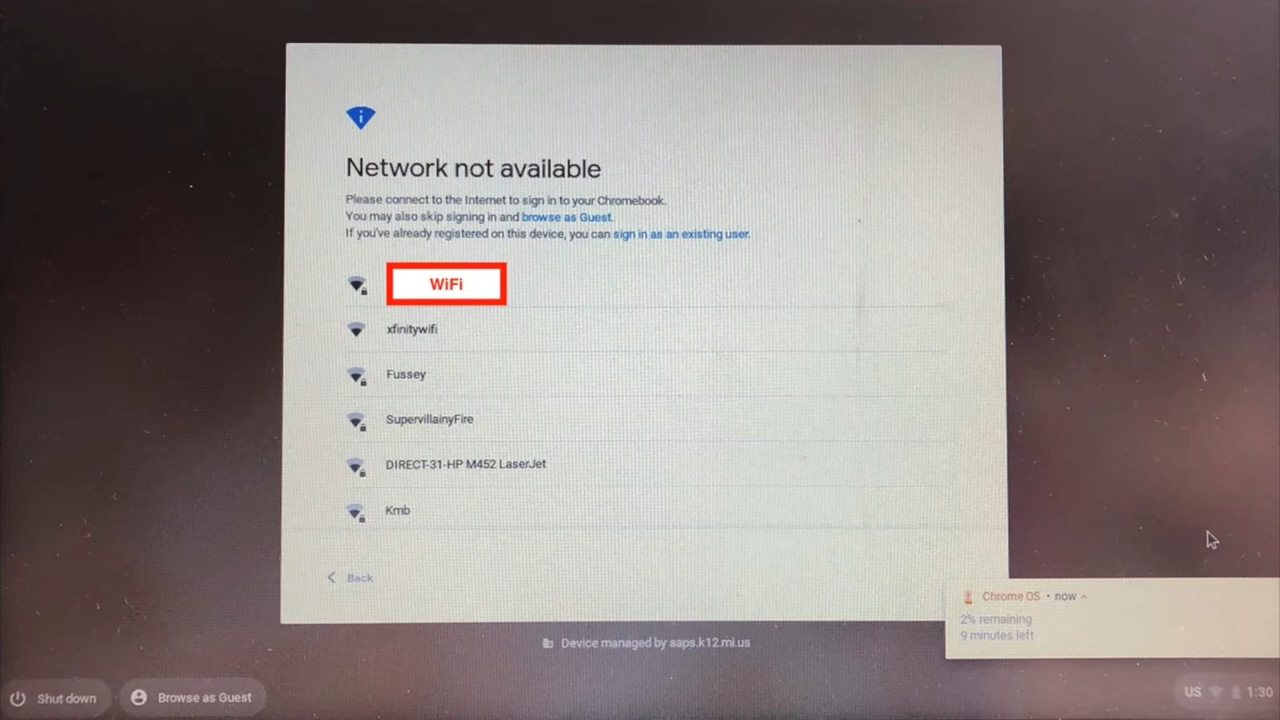 Network not available
Please connect to the Internet to sign in to your Chromebook.
You may also skip signing in and browse as Guest.
If you've already registered on this device, you can sign in as an existing user.
WiFi
xfinitywifi
Fussey
SupervillainyFire
DIRECT-31-HP M452 LaserJet
Kmb
Back
Chrome OS • now
2% remaining
9 minutes left
Device managed by aaps.k12.mi.us
Shut down
Browse as Guest
US
1:30